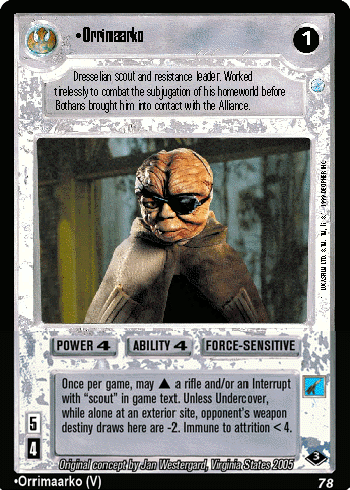 •Orrimaarko
1
Dresselian scout and resistance leader. Worked
tirelessly to combat the subjugation of his homeworld before
Bothans brought him into contact with the Alliance.
POWER 4 ABILITY 4 FORCE-SENSITIVE
Once per game, may ▲ a rifle and/or an Interrupt
with "scout" in game text. Unless Undercover,
while alone at an exterior site, opponent's weapon
destiny draws here are -2. Immune to attrition < 4.
5
4
3
Original concept by Jan Westergard, Virginia States 2005
•Orrimaarko (V)
78